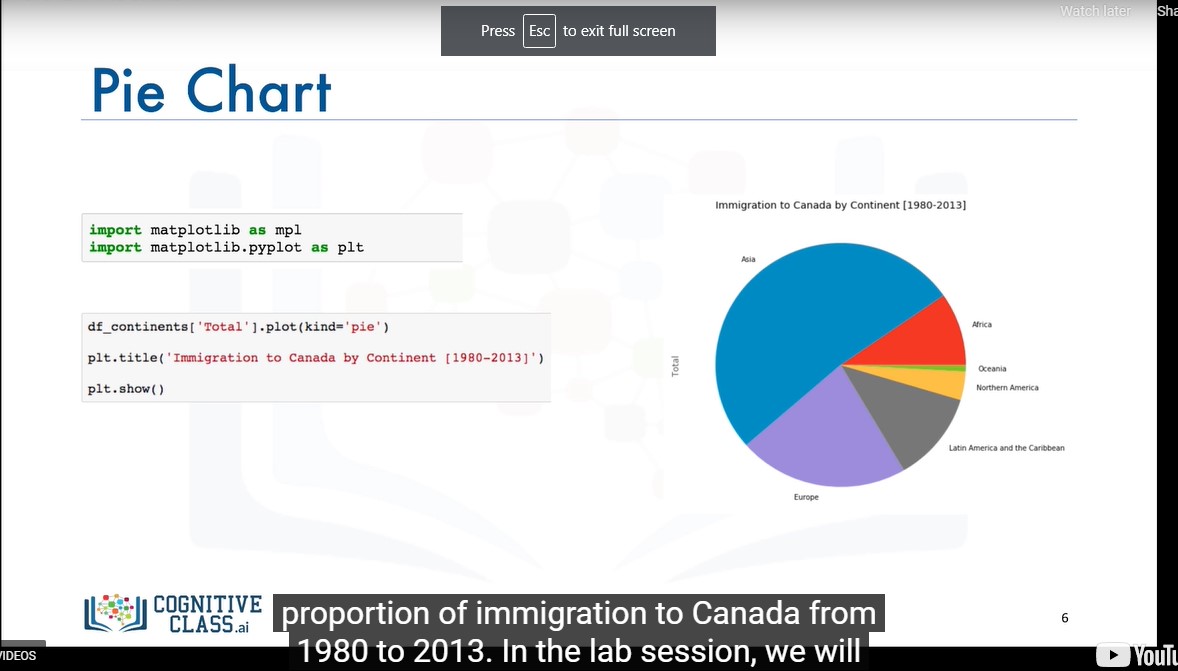 Watch later
Press Esc to exit full screen
Pie Chart
import matplotlib as mpl
import matplotlib.pyplot as plt
df_continents['Total'].plot(kind='pie')
plt.title('Immigration to Canada by Continent [1980-2013]')
plt.show()
Immigration to Canada by Continent [1980-2013]
Asia
Africa
Total
Oceania
Northern America
Latin America and the Caribbean
Europe
COGNITIVE
CLASS.ai
6
proportion of immigration to Canada from
1980 to 2013. In the lab session, we will